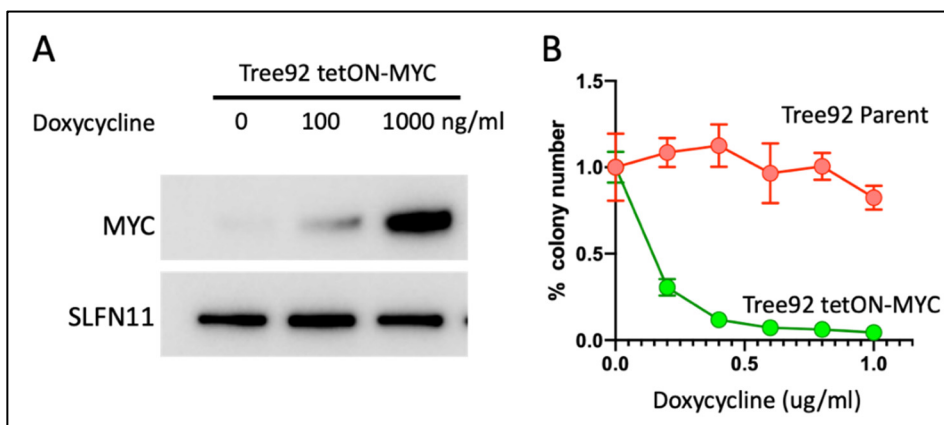 A
Tree92 tetON-MYC
Doxycycline 0 100 1000 ng/ml
MYC
SLFN11
B
1.5
1.0
0.5
0.0
% colony number
Tree92 Parent
Tree92 tetON-MYC
0.0 0.5 1.0
Doxycycline (ug/ml)